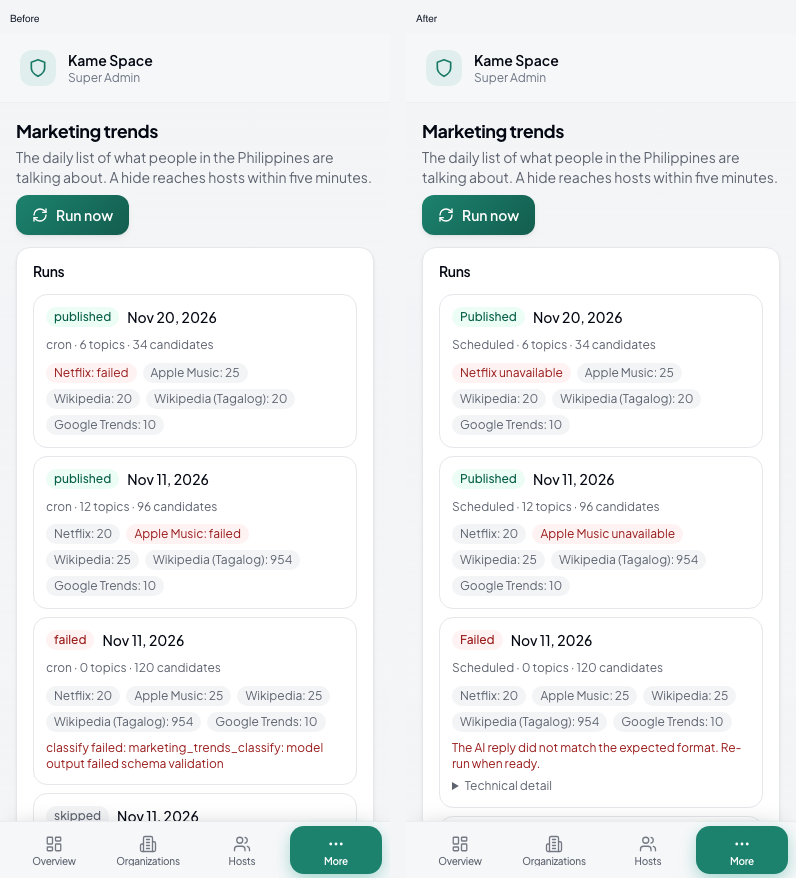 Before
Kame Space
Super Admin
Marketing trends
The daily list of what people in the Philippines are
talking about. A hide reaches hosts within five minutes.
Run now
Runs
published Nov 20, 2026
cron · 6 topics · 34 candidates
Netflix: failed Apple Music: 25
Wikipedia: 20 Wikipedia (Tagalog): 20
Google Trends: 10
published Nov 11, 2026
cron · 12 topics · 96 candidates
Netflix: 20 Apple Music: failed
Wikipedia: 25 Wikipedia (Tagalog): 954
Google Trends: 10
failed Nov 11, 2026
cron · 0 topics · 120 candidates
Netflix: 20 Apple Music: 25 Wikipedia: 25
Wikipedia (Tagalog): 954 Google Trends: 10
classify failed: marketing_trends_classify: model
output failed schema validation
skipped Nov 11, 2026
Overview Organizations Hosts More
After
Kame Space
Super Admin
Marketing trends
The daily list of what people in the Philippines are
talking about. A hide reaches hosts within five minutes.
Run now
Runs
Published Nov 20, 2026
Scheduled · 6 topics · 34 candidates
Netflix unavailable Apple Music: 25
Wikipedia: 20 Wikipedia (Tagalog): 20
Google Trends: 10
Published Nov 11, 2026
Scheduled · 12 topics · 96 candidates
Netflix: 20 Apple Music unavailable
Wikipedia: 25 Wikipedia (Tagalog): 954
Google Trends: 10
Failed Nov 11, 2026
Scheduled · 0 topics · 120 candidates
Netflix: 20 Apple Music: 25 Wikipedia: 25
Wikipedia (Tagalog): 954 Google Trends: 10
The AI reply did not match the expected format. Re-
run when ready.
Technical detail
Overview Organizations Hosts More